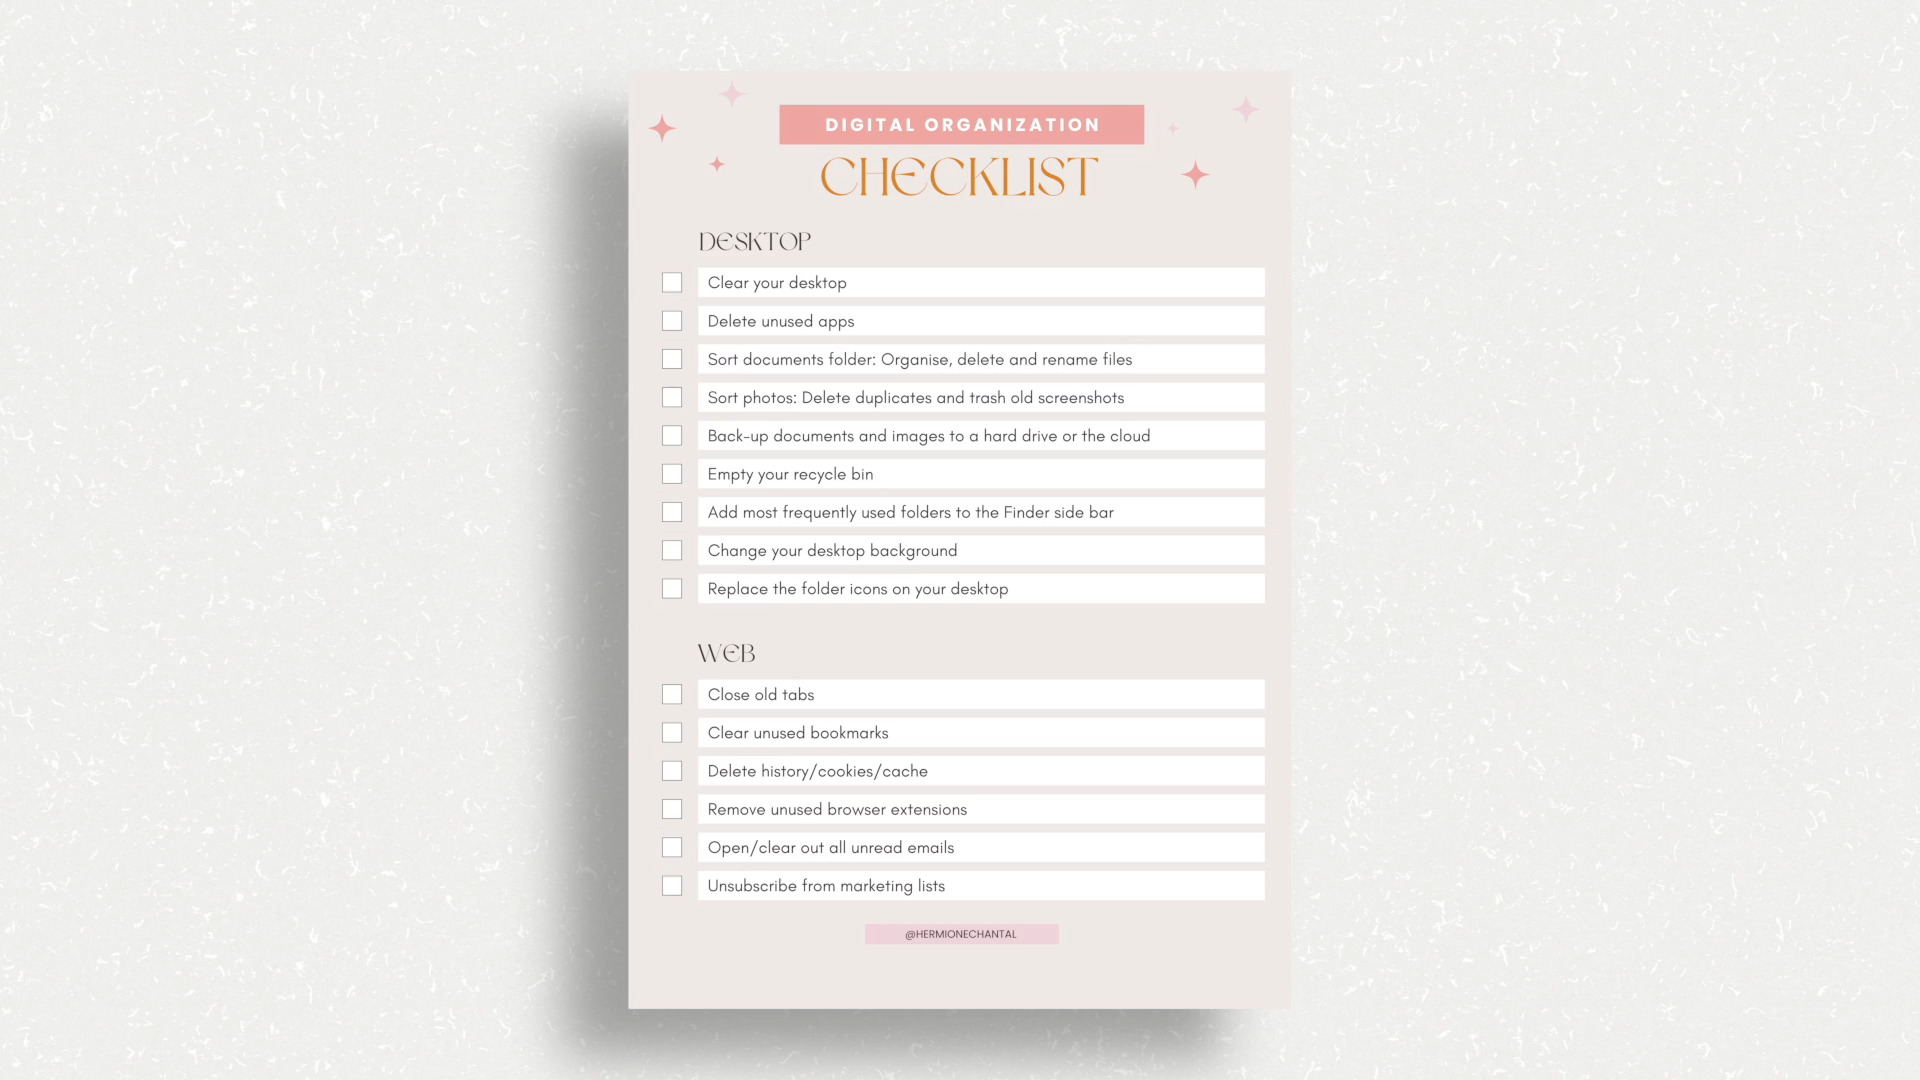 DIGITAL ORGANIZATION
CHECKLIST
DESKTOP
Clear your desktop
Delete unused apps
Sort documents folder: Organise, delete and rename files
Sort photos: Delete duplicates and trash old screenshots
Back-up documents and images to a hard drive or the cloud
Empty your recycle bin
Add most frequently used folders to the Finder side bar
Change your desktop background
Replace the folder icons on your desktop
WEB
Close old tabs
Clear unused bookmarks
Delete history/cookies/cache
Remove unused browser extensions
Open/clear out all unread emails
Unsubscribe from marketing lists
@HERMIONECHANTAL